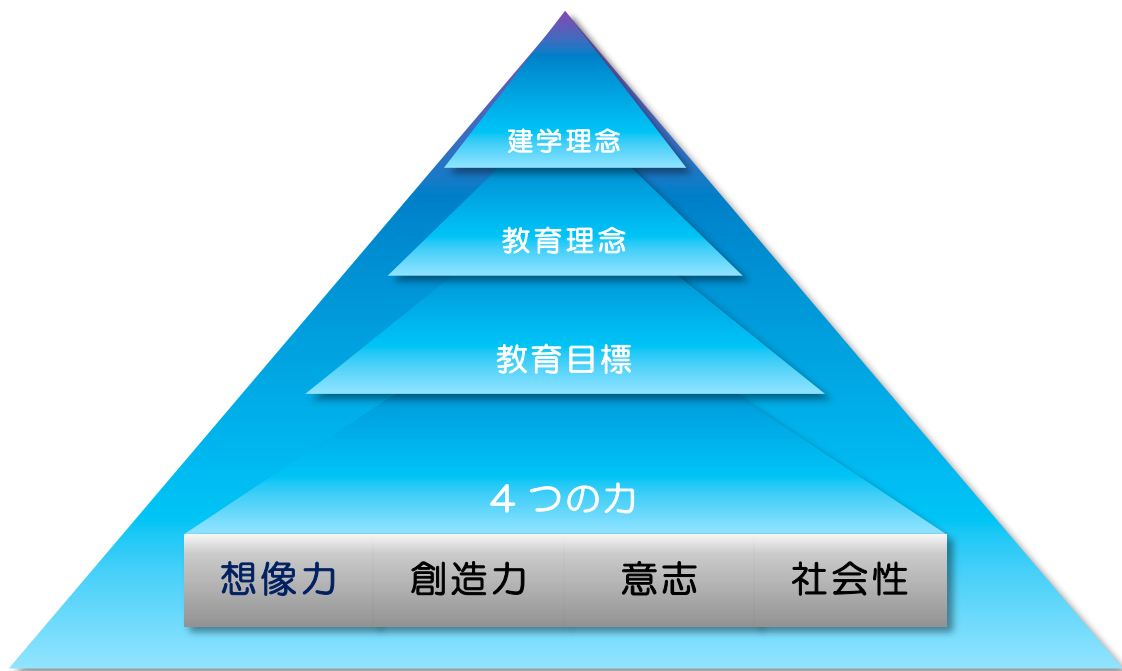 建学理念
教育理念
教育目標
4つの力
想像力 創造力 意志 社会性